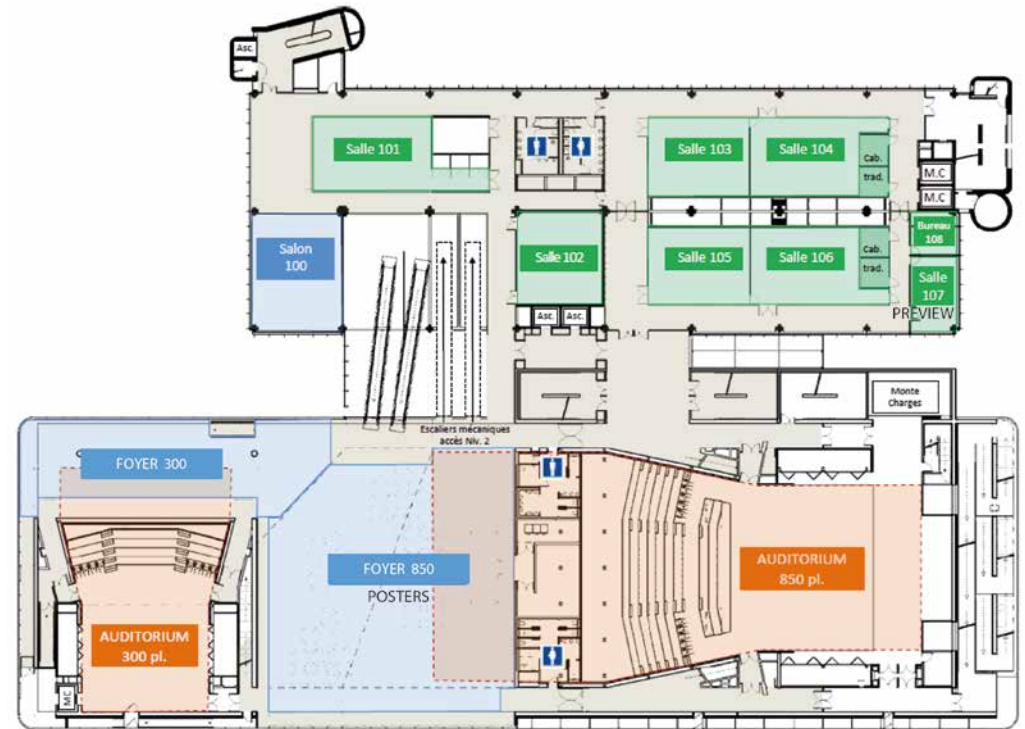 Asc.
Salle 101
Salle 103
Salle 104
Cab.
trad.
M.C
M.C
Salon
100
Salle 102
Salle 105
Salle 106
Cab.
trad.
Bureau
108
Salle
107
PREVIEW
Asc.
Asc.
Monte
Charges
Escaliers mécaniques
accès Niv. 2
FOYER 300
FOYER 850
POSTERS
AUDITORIUM
850 pl.
AUDITORIUM
300 pl.
MC